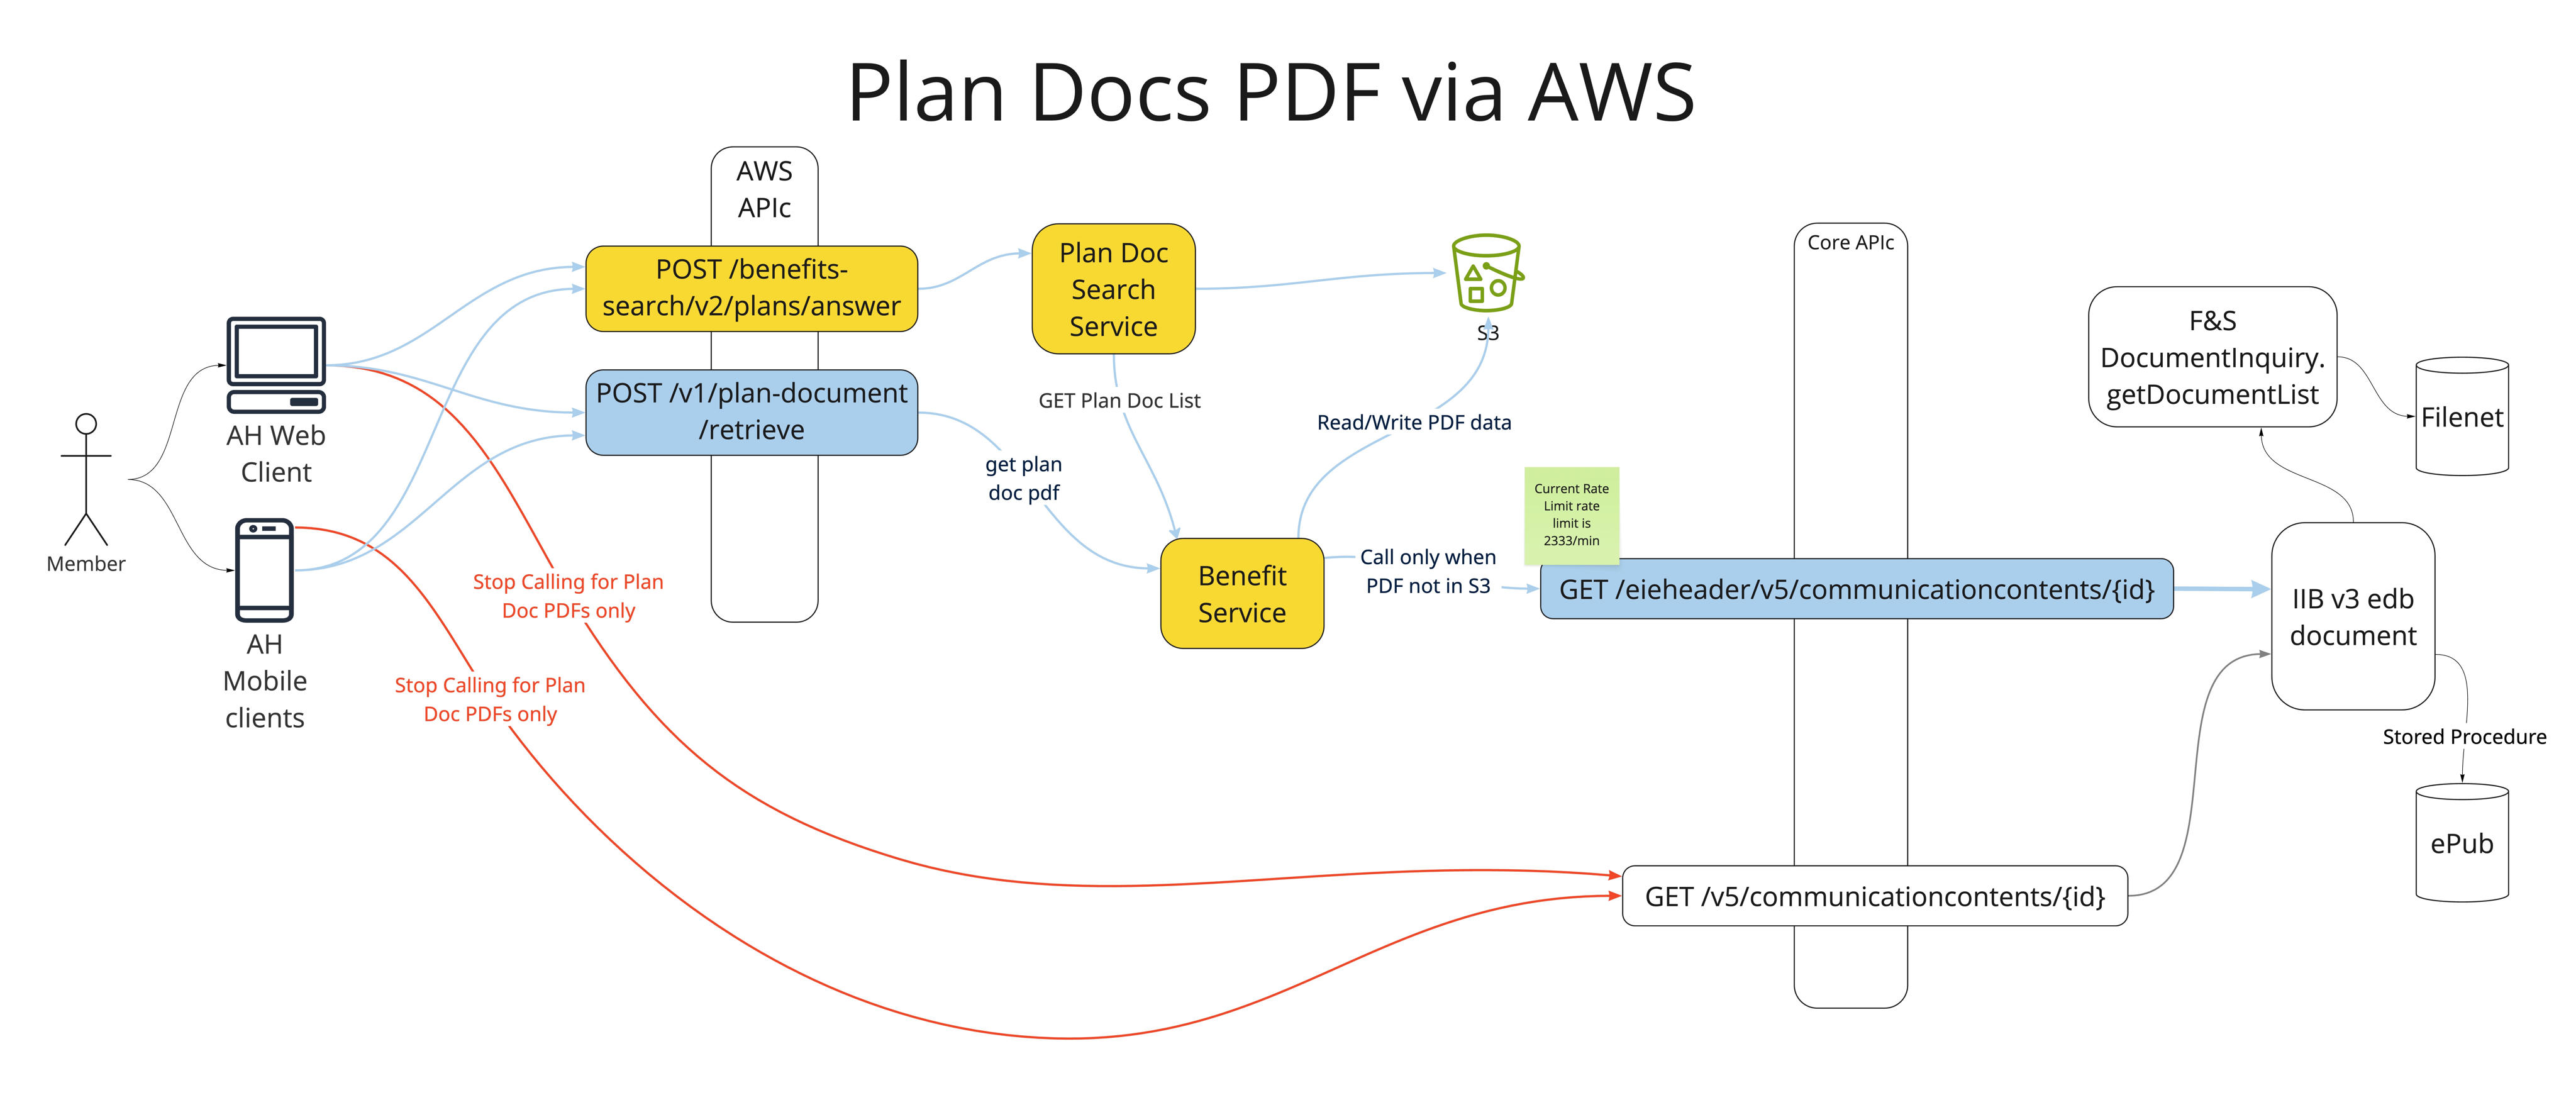 Plan Docs PDF via AWS
AWS
APIc
POST /benefits-
search/v2/plans/answer
POST /v1/plan-document
/retrieve
Member
AH Web
Client
AH
Mobile
clients
Stop Calling for Plan
Doc PDFs only
Stop Calling for Plan
Doc PDFs only
Plan Doc
Search
Service
GET Plan Doc List
get plan
doc pdf
Benefit
Service
S3
Read/Write PDF data
Call only when
PDF not in S3
Current Rate
Limit rate
limit is
2333/min
Core APIc
GET /eieheader/v5/communicationcontents/{id}
GET /v5/communicationcontents/{id}
F&S
DocumentInquiry.
getDocumentList
Filenet
IIB v3 edb
document
Stored Procedure
ePub